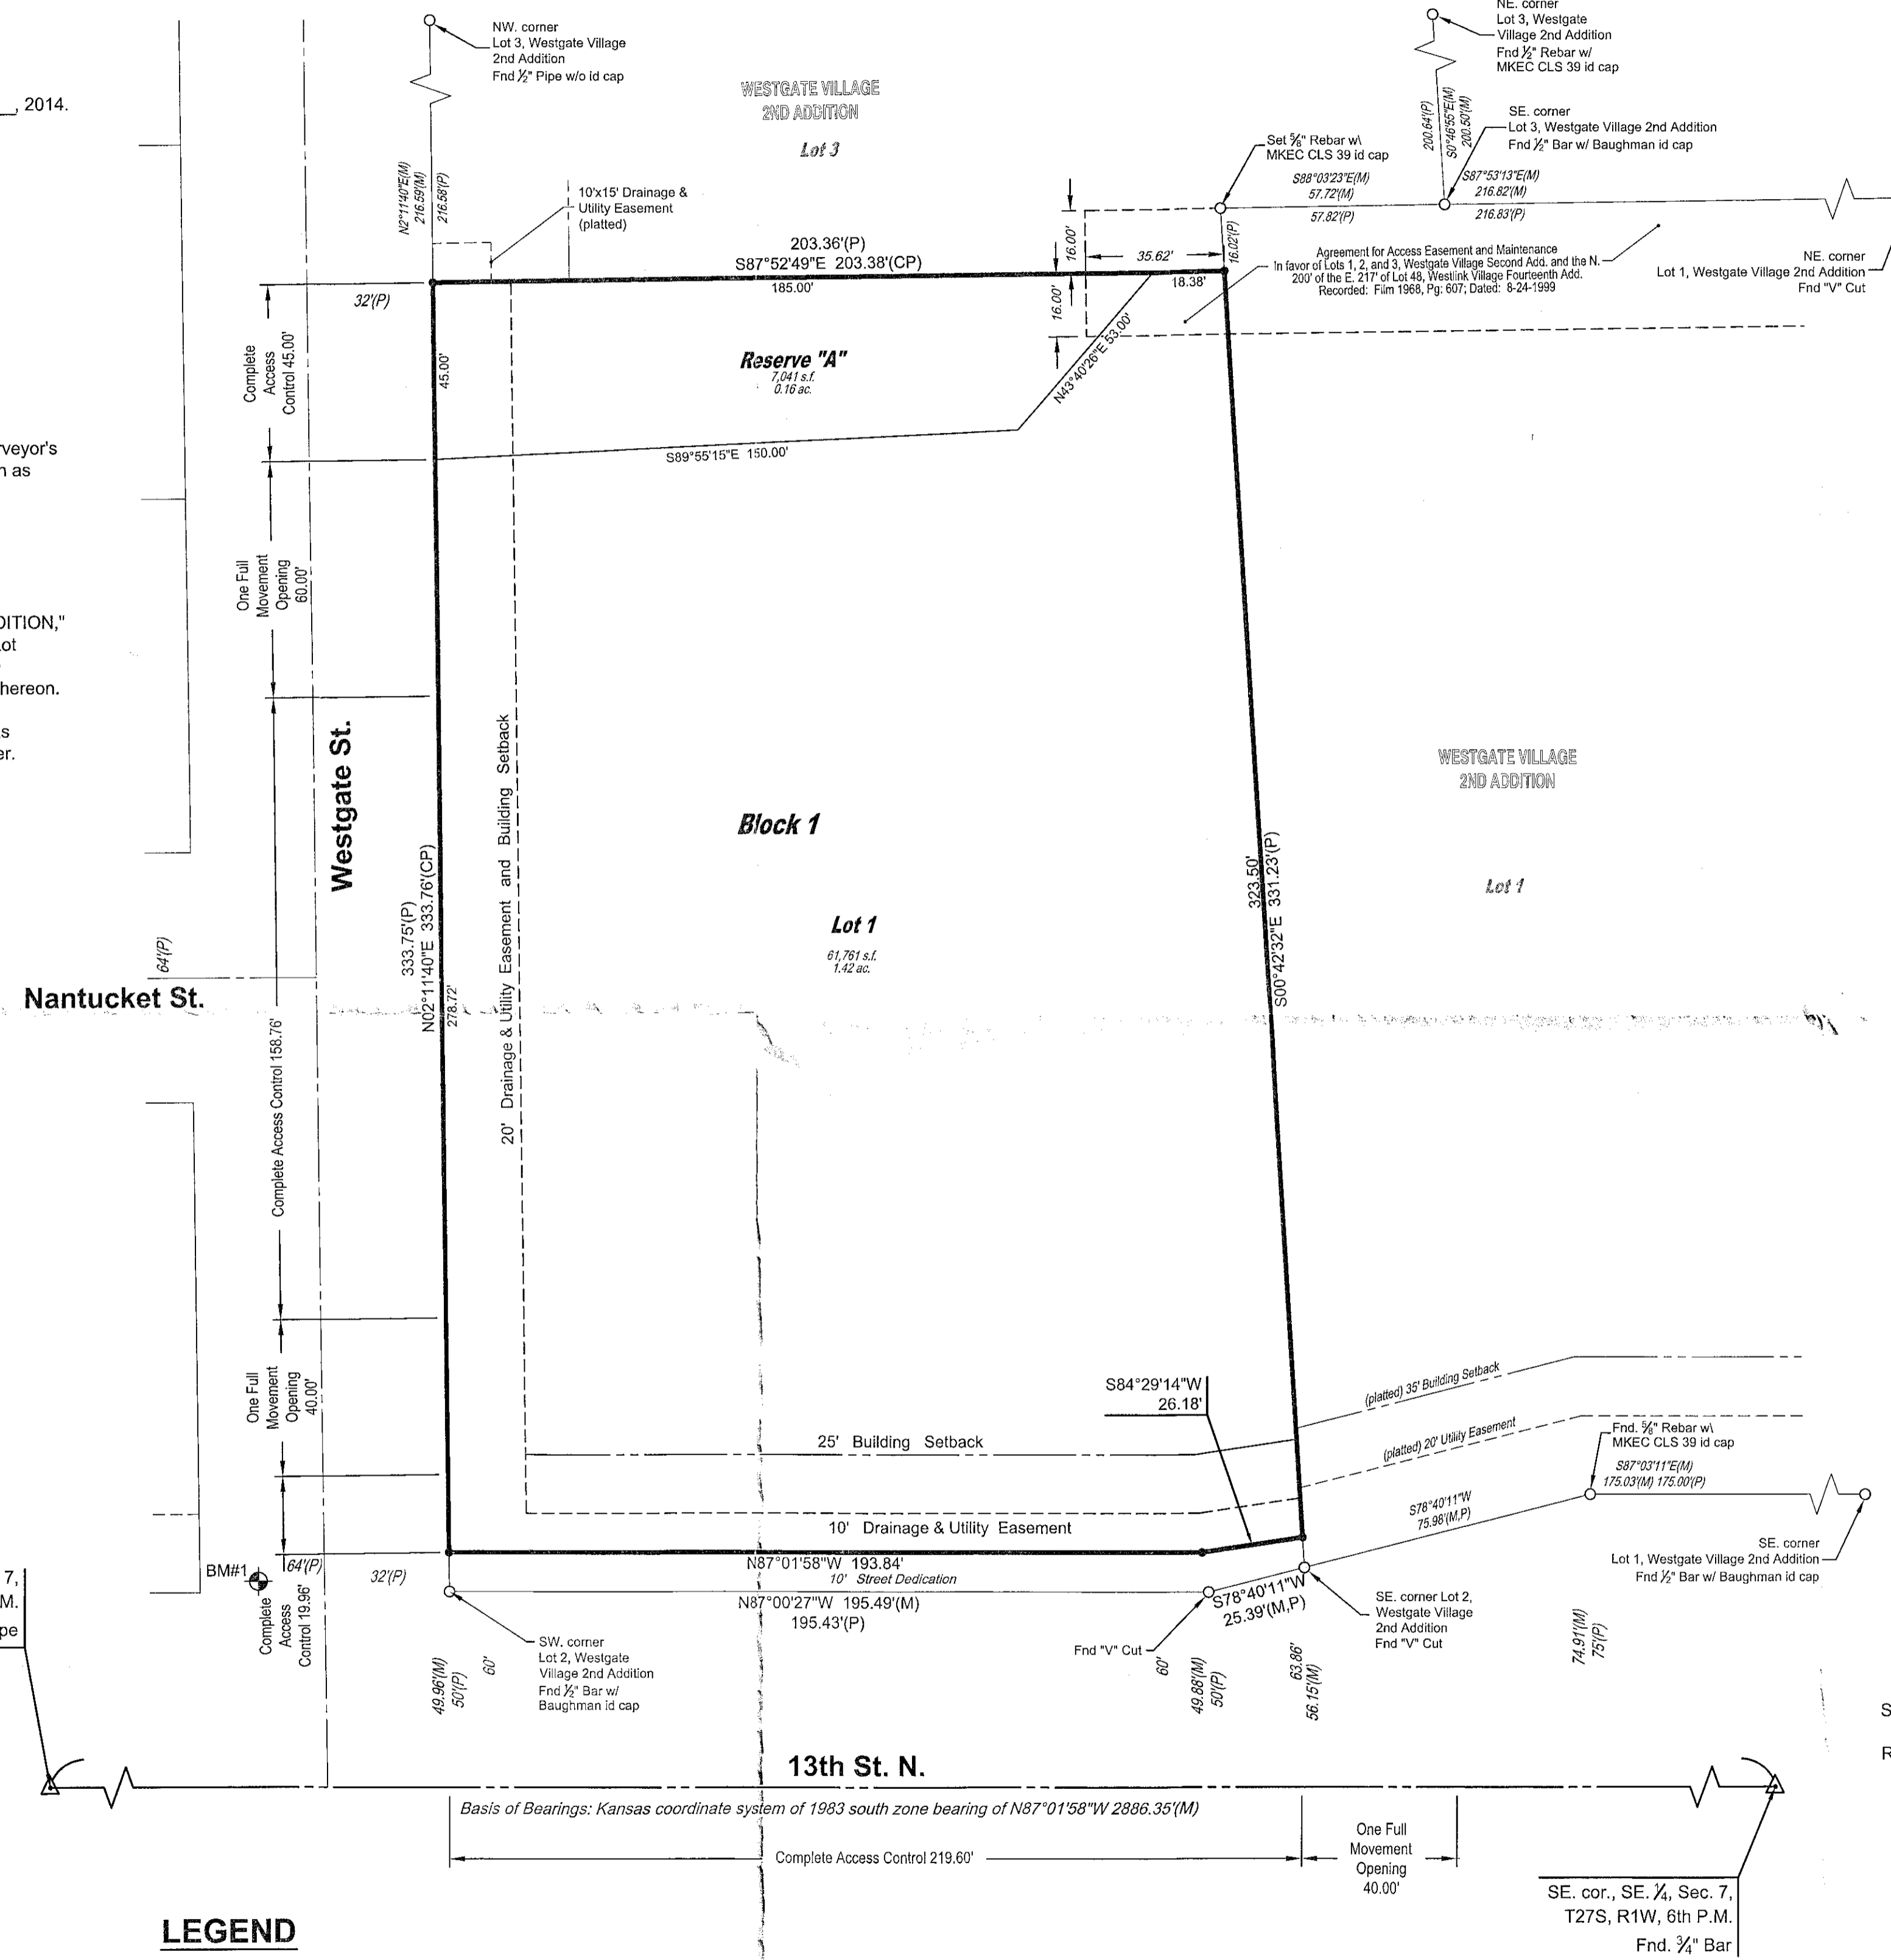 NW. corner
Lot 3, Westgate Village
2nd Addition
Fnd ½" Pipe w/o id cap
NE. corner
Lot 3, Westgate
Village 2nd Addition
Fnd ½" Rebar w/
MKEC CLS 39 id cap
, 2014.
WESTGATE VILLAGE
2ND ADDITION
Lot 3
200.64'(P)
S0°46'55"E(M)
200.50'(M)
SE. corner
Lot 3, Westgate Village 2nd Addition
Fnd ½" Bar w/ Baughman id cap
Set ⅝" Rebar w\
MKEC CLS 39 id cap
S88°03'23"E(M)
57.72'(M)
57.82'(P)
S87°53'13"E(M)
216.82'(M)
216.83'(P)
N2°11'40"E(M)
216.59'(M)
216.58'(P)
10'x15' Drainage &
Utility Easement
(platted)
203.36'(P)
S87°52'49"E 203.38'(CP)
185.00'
18.38'
16.00'
35.62'
16.02'(P)
16.00'
Agreement for Access Easement and Maintenance
In favor of Lots 1, 2, and 3, Westgate Village Second Add. and the N.
200' of the E. 217' of Lot 48, Westlink Village Fourteenth Add.
Recorded: Film 1968, Pg: 607; Dated: 8-24-1999
NE. corner
Lot 1, Westgate Village 2nd Addition
Fnd "V" Cut
32'(P)
Complete
Access
Control 45.00'
45.00'
Reserve "A"
7,041 s.f.
0.16 ac.
N43°40'26"E 53.00'
S89°55'15"E 150.00'
rveyor's
n as
One Full
Movement
Opening
60.00'
DITION,"
ot
hereon.
s
er.
Westgate St.
20' Drainage & Utility Easement and Building Setback
WESTGATE VILLAGE
2ND ADDITION
Lot 1
Block 1
Lot 1
61,761 s.f.
1.42 ac.
333.75'(P)
N02°11'40"E 333.76'(CP)
278.72'
323.50'
S00°42'32"E 331.23'(P)
64'(P)
Nantucket St.
Complete Access Control 158.76'
One Full
Movement
Opening
40.00'
S84°29'14"W
26.18'
(platted) 35' Building Setback
25' Building Setback
(platted) 20' Utility Easement
Fnd. ⅝" Rebar w\
MKEC CLS 39 id cap
S87°03'11"E(M)
175.03'(M) 175.00'(P)
S78°40'11"W
75.98'(M,P)
10' Drainage & Utility Easement
N87°01'58"W 193.84'
10' Street Dedication
N87°00'27"W 195.49'(M)
195.43'(P)
S78°40'11"W
25.39'(M,P)
BM#1
64'(P)
32'(P)
Complete
Access
Control 19.96'
7,
M.
pe
SE. corner
Lot 1, Westgate Village 2nd Addition
Fnd ½" Bar w/ Baughman id cap
SE. corner Lot 2,
Westgate Village
2nd Addition
Fnd "V" Cut
SW. corner
Lot 2, Westgate
Village 2nd Addition
Fnd ½" Bar w/
Baughman id cap
Fnd "V" Cut
49.96'(M)
50'(P)
60'
60'
49.88'(M)
50'(P)
63.86'
56.15'(M)
74.91'(M)
75'(P)
S
R
13th St. N.
Basis of Bearings: Kansas coordinate system of 1983 south zone bearing of N87°01'58"W 2886.35'(M)
Complete Access Control 219.60'
One Full
Movement
Opening
40.00'
SE. cor., SE. ¼, Sec. 7,
T27S, R1W, 6th P.M.
Fnd. ¾" Bar
LEGEND